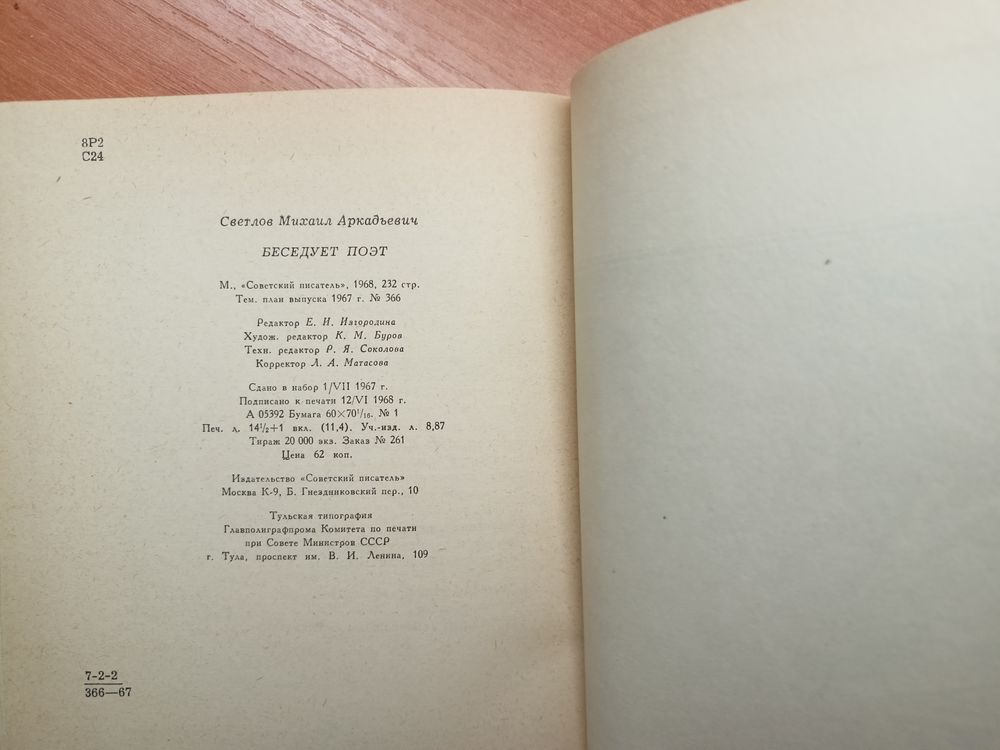 8Р2
С24
Светлов Михаил Аркадьевич
БЕСЕДУЕТ ПОЭТ
М., «Советский писатель», 1968, 232 стр.
Тем. план выпуска 1967 г. № 366
Редактор Е. И. Изгородина
Худож. редактор К. М. Буров
Техн. редактор Р. Я. Соколова
Корректор Л. А. Матасова
Сдано в набор 1/VII 1967 г.
Подписано к печати 12/VI 1968 г.
А 05392 Бумага 60×70¹/₁₆. № 1
Печ. л. 14¹/₂+1 вкл. (11,4). Уч.-изд. л. 8,87
Тираж 20 000 экз. Заказ № 261
Цена 62 коп.
Издательство «Советский писатель»
Москва К-9, Б. Гнездниковский пер., 10
Тульская типография
Главполиграфпрома Комитета по печати
при Совете Министров СССР
г. Тула, проспект им. В. И. Ленина, 109
7-2-2
366—67